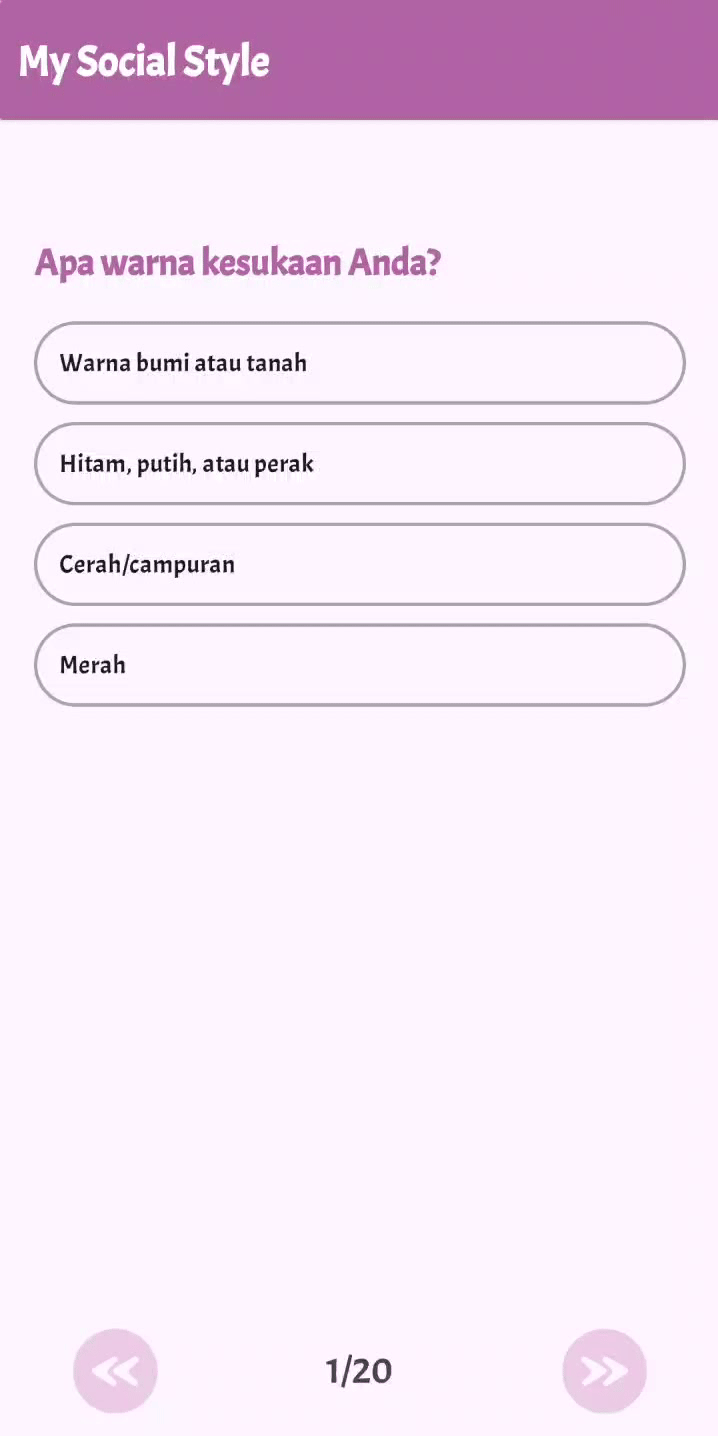 My Social Style
Apa warna kesukaan Anda?
Warna bumi atau tanah
Hitam, putih, atau perak
Cerah/campuran
Merah
1/20